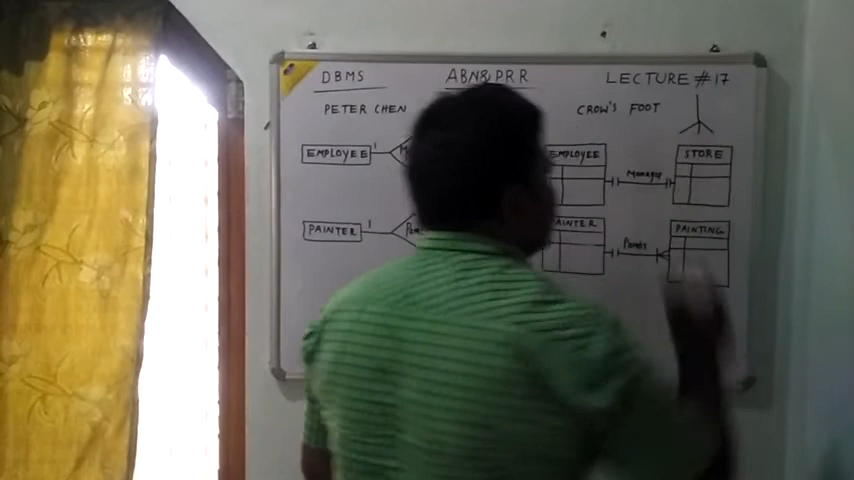 DBMS ABN&PRR LECTURE #17
PETER CHEN CROW'S FOOT
EMPLOYEE 1 EMPLOYEE Manages STORE
PAINTER 1 PAINTER Paints PAINTING